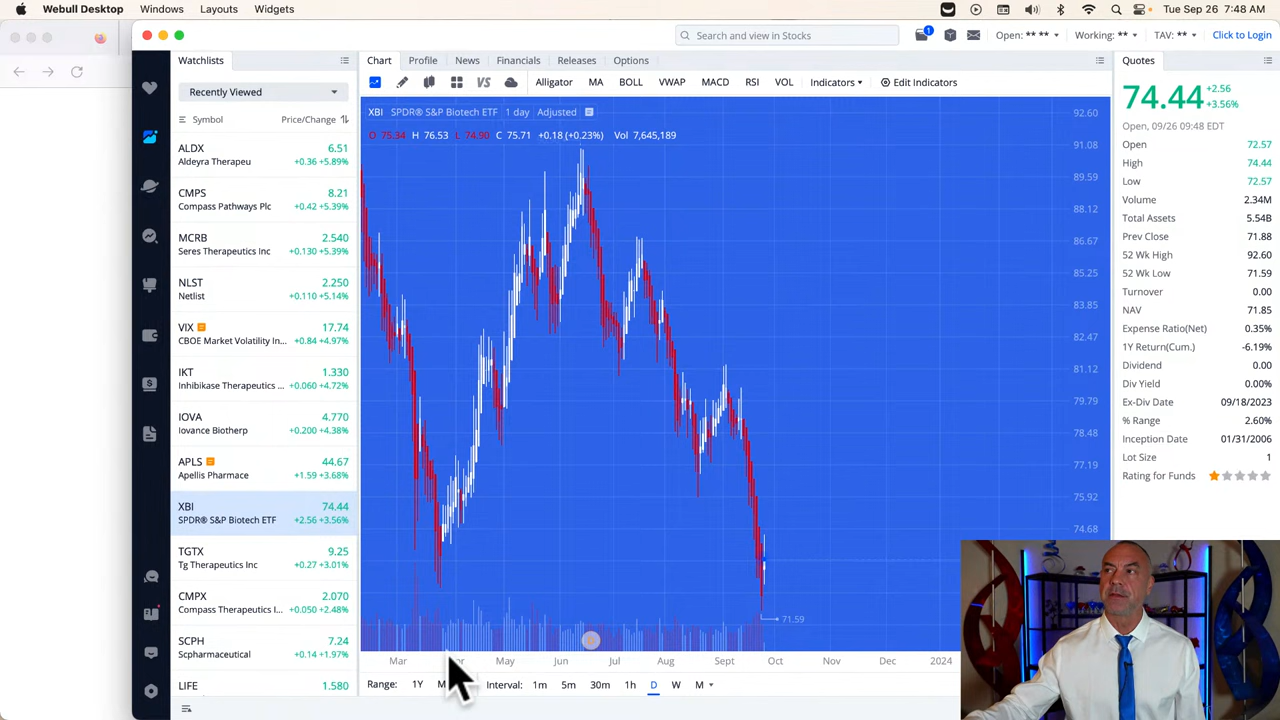 Webull Desktop Windows Layouts Widgets Tue Sep 26 7:48 AM
Search and view in Stocks 1 Open: ** ** Working: ** TAV: ** Click to Login
Watchlists
Recently Viewed
Symbol Price/Change
ALDX 6.51
Aldeyra Therapeu +0.36 +5.89%
CMPS 8.21
Compass Pathways Plc +0.42 +5.39%
MCRB 2.540
Seres Therapeutics Inc +0.130 +5.39%
NLST 2.250
Netlist +0.110 +5.14%
VIX 17.74
CBOE Market Volatility In... +0.84 +4.97%
IKT 1.330
Inhibikase Therapeutics ... +0.060 +4.72%
IOVA 4.770
Iovance Biotherp +0.200 +4.38%
APLS 44.67
Apellis Pharmace +1.59 +3.68%
XBI 74.44
SPDR® S&P Biotech ETF +2.56 +3.56%
TGTX 9.25
Tg Therapeutics Inc +0.27 +3.01%
CMPX 2.070
Compass Therapeutics I... +0.050 +2.48%
SCPH 7.24
Scpharmaceutical +0.14 +1.97%
LIFE 1.580
Chart Profile News Financials Releases Options
VS Alligator MA BOLL VWAP MACD RSI VOL Indicators Edit Indicators
XBI SPDR® S&P Biotech ETF 1 day Adjusted
O 75.34 H 76.53 L 74.90 C 75.71 +0.18 (+0.23%) Vol 7,645,189
92.60
91.08
89.59
88.12
86.67
85.25
83.85
82.47
81.12
79.79
78.48
77.19
75.92
74.68
71.59
Mar May Jun Jul Aug Sept Oct Nov Dec 2024
Range: 1Y Interval: 1m 5m 30m 1h D W M
Quotes
74.44 +2.56
+3.56%
Open, 09/26 09:48 EDT
Open 72.57
High 74.44
Low 72.57
Volume 2.34M
Total Assets 5.54B
Prev Close 71.88
52 Wk High 92.60
52 Wk Low 71.59
Turnover 0.00
NAV 71.85
Expense Ratio(Net) 0.35%
1Y Return(Cum.) -6.19%
Dividend 0.00
Div Yield 0.00%
Ex-Div Date 09/18/2023
% Range 2.60%
Inception Date 01/31/2006
Lot Size 1
Rating for Funds